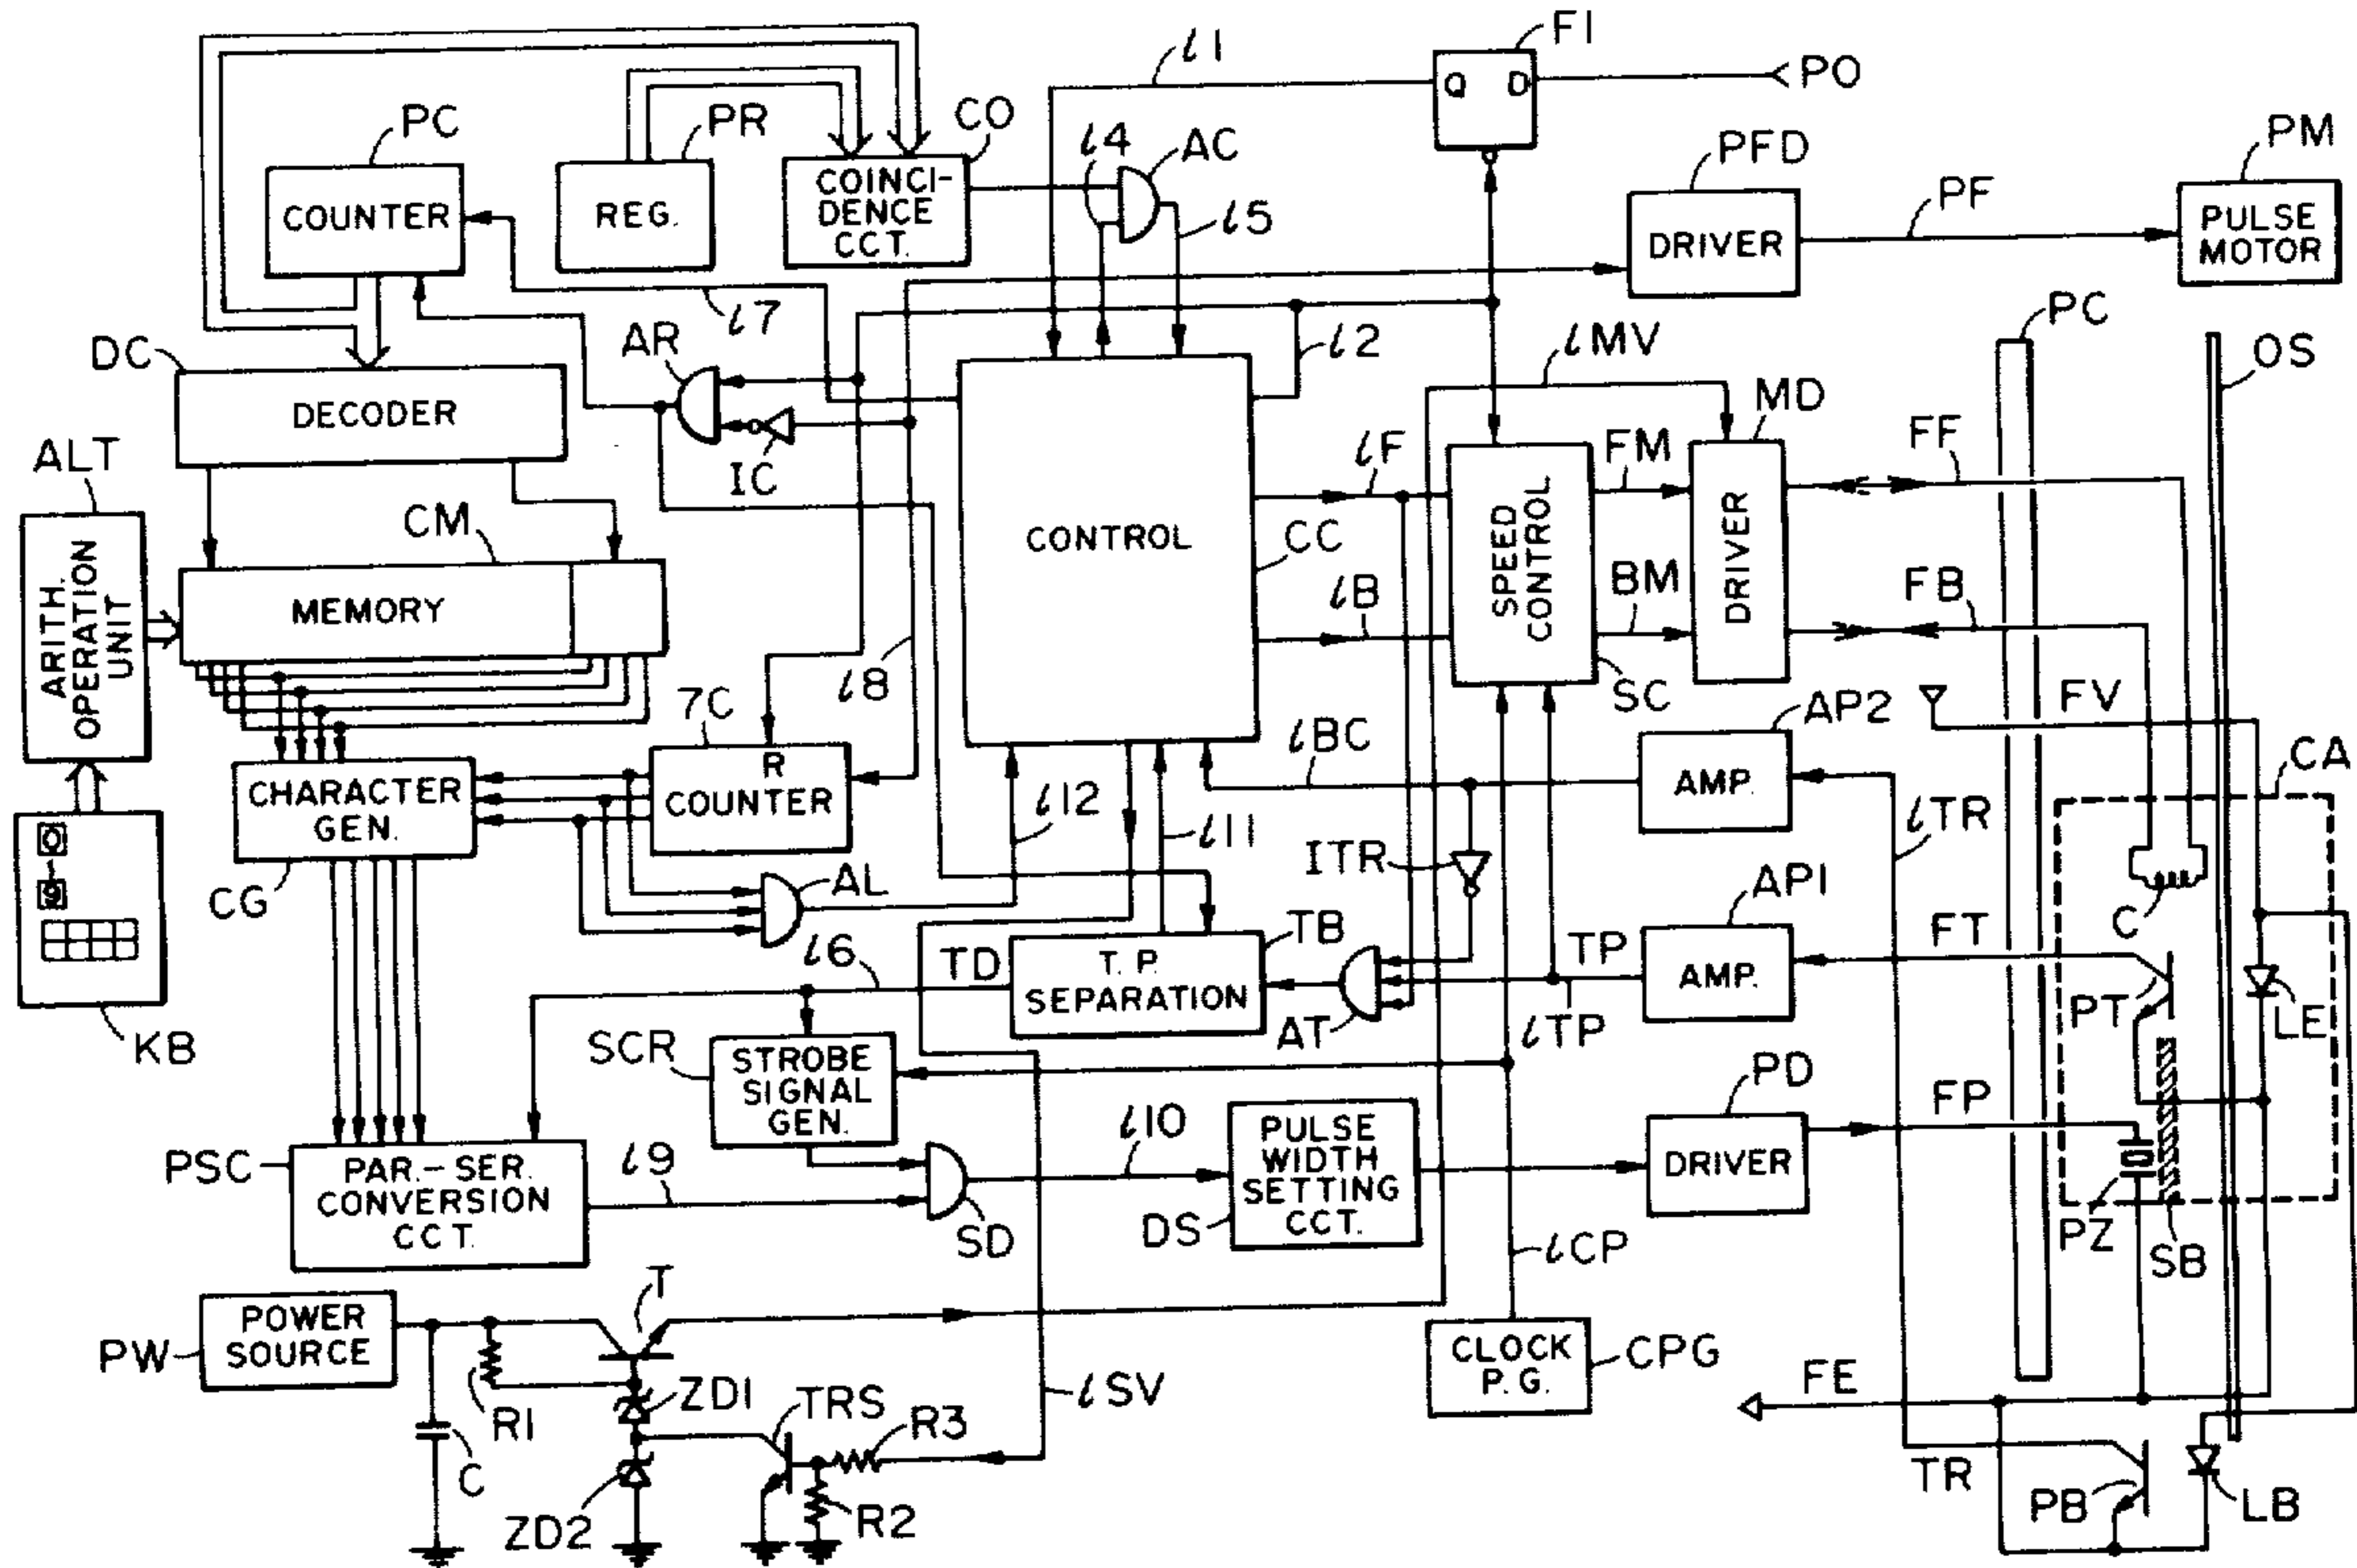 F1
ℓ1
Q D
PO
PC
PR
CO
ℓ4
AC
PFD
PM
COUNTER
REG.
COINCI-
DENCE
CCT.
ℓ5
DRIVER
PF
PULSE
MOTOR
ℓ7
AR
ℓ2
ℓMV
PC
OS
DC
DECODER
MD
ALT
IC
ℓF
FM
FF
CM
ARITH.
OPERATION
UNIT
MEMORY
CONTROL
CC
SPEED
CONTROL
DRIVER
ℓB
BM
FB
ℓ8
SC
FV
7C
ℓBC
AP2
CA
R
COUNTER
CHARACTER
GEN.
ℓ12
ℓ11
AMP.
ℓTR
ITR
CG
AL
AP1
C
KB
ℓ6
TD
T.P.
SEPARATION
TB
AT
TP
ℓTP
AMP.
FT
PT
LE
SCR
STROBE
SIGNAL
GEN.
PD
FP
PSC
PAR.-SER.
CONVERSION
CCT.
ℓ9
SD
ℓ10
PULSE
WIDTH
SETTING
CCT.
DS
DRIVER
PZ
SB
ℓCP
T
PW
POWER
SOURCE
CLOCK
P.G.
CPG
R1
C
ZD1
TRS
R3
ℓSV
FE
ZD2
R2
TR
PB
LB